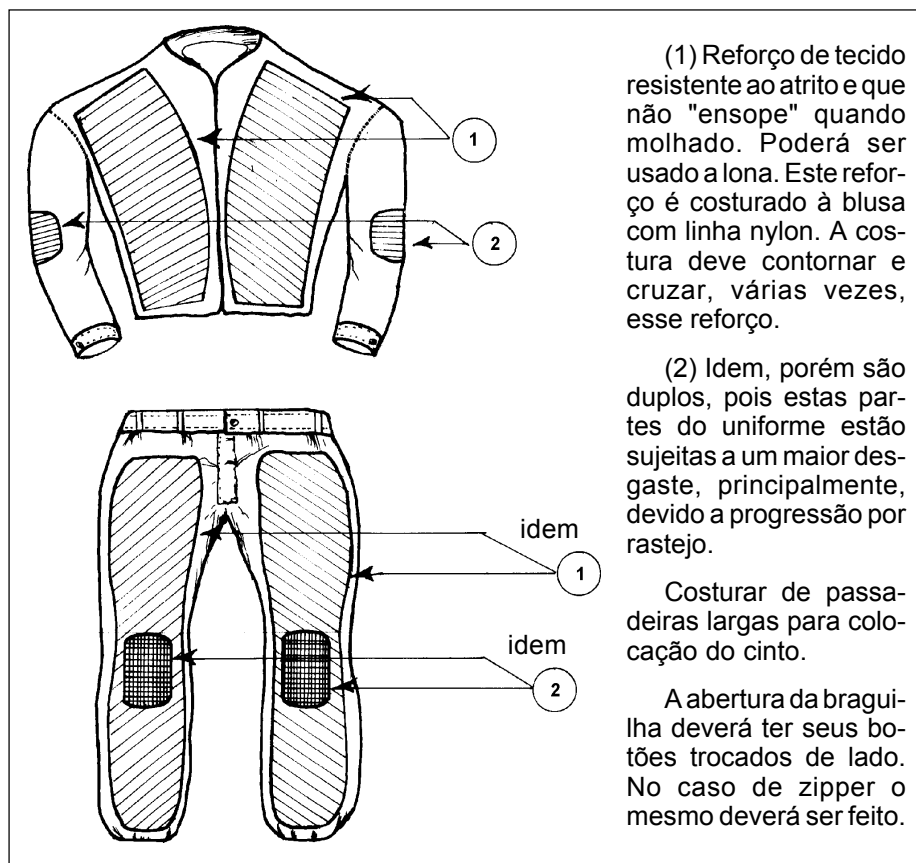 1
2
idem
1
idem
2
(1) Reforço de tecido
resistente ao atrito e que
não "ensope" quando
molhado. Poderá ser
usado a lona. Este refor-
ço é costurado à blusa
com linha nylon. A cos-
tura deve contornar e
cruzar, várias vezes,
esse reforço.
(2) Idem, porém são
duplos, pois estas par-
tes do uniforme estão
sujeitas a um maior des-
gaste, principalmente,
devido a progressão por
rastejo.
Costurar de passa-
deiras largas para colo-
cação do cinto.
A abertura da bragui-
lha deverá ter seus bo-
tões trocados de lado.
No caso de zipper o
mesmo deverá ser feito.